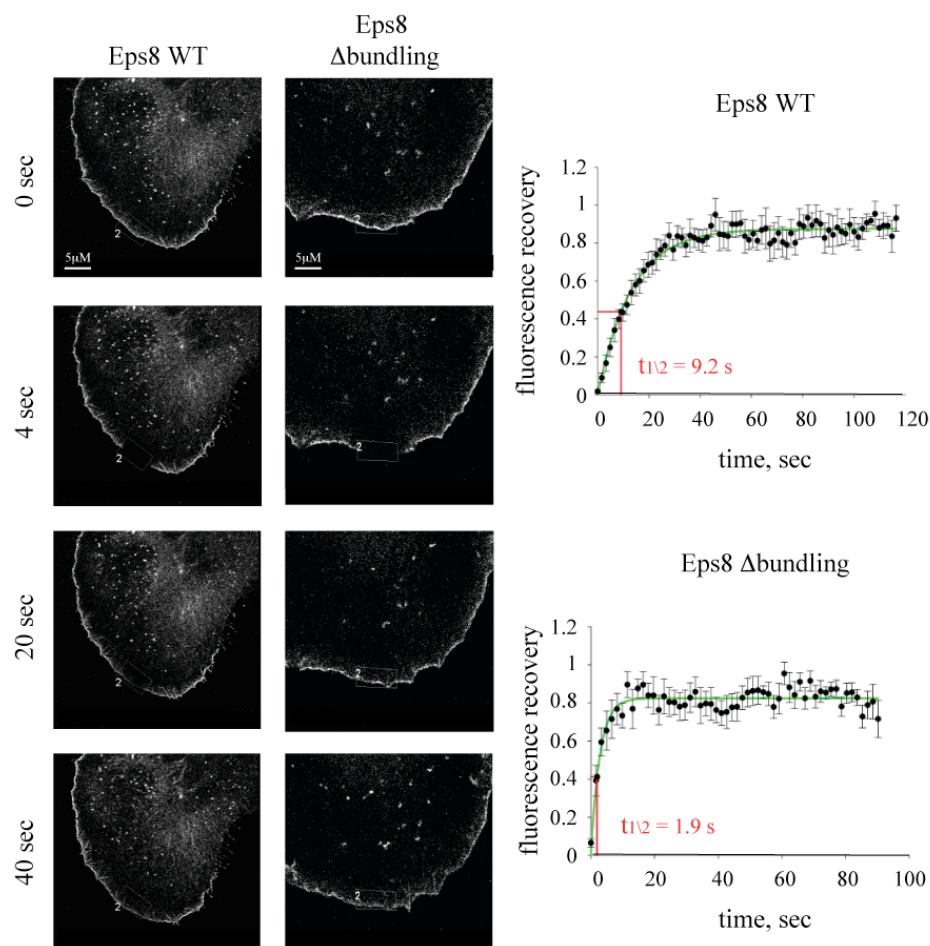 Eps8 WT
Eps8
Δbundling
0 sec
2
5µM
2
5µM
4 sec
2
2
20 sec
2
2
40 sec
2
2
Eps8 WT
fluorescence recovery
1.2
1
0.8
0.6
0.4
0.2
0
t1\2 = 9.2 s
0 20 40 60 80 100 120
time, sec
Eps8 Δbundling
fluorescence recovery
1.2
1
0.8
0.6
0.4
0.2
0
t1\2 = 1.9 s
0 20 40 60 80 100
time, sec